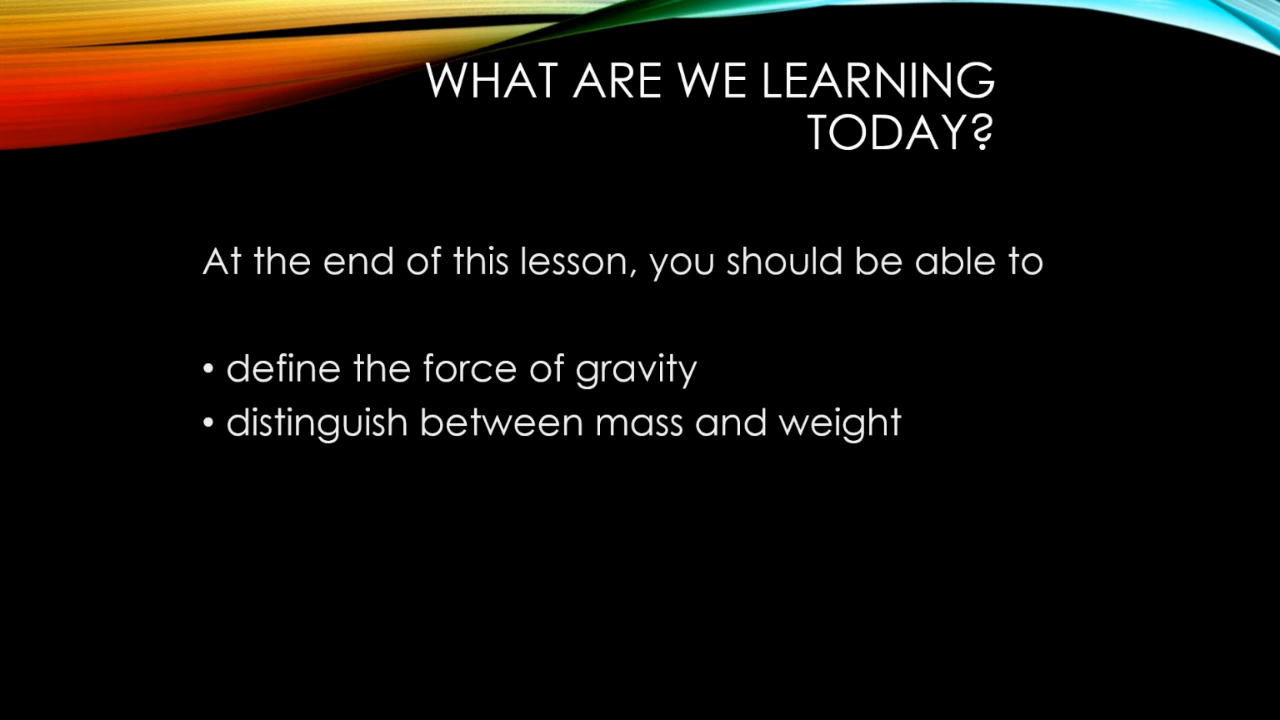 WHAT ARE WE LEARNING
TODAY?
At the end of this lesson, you should be able to
• define the force of gravity
• distinguish between mass and weight